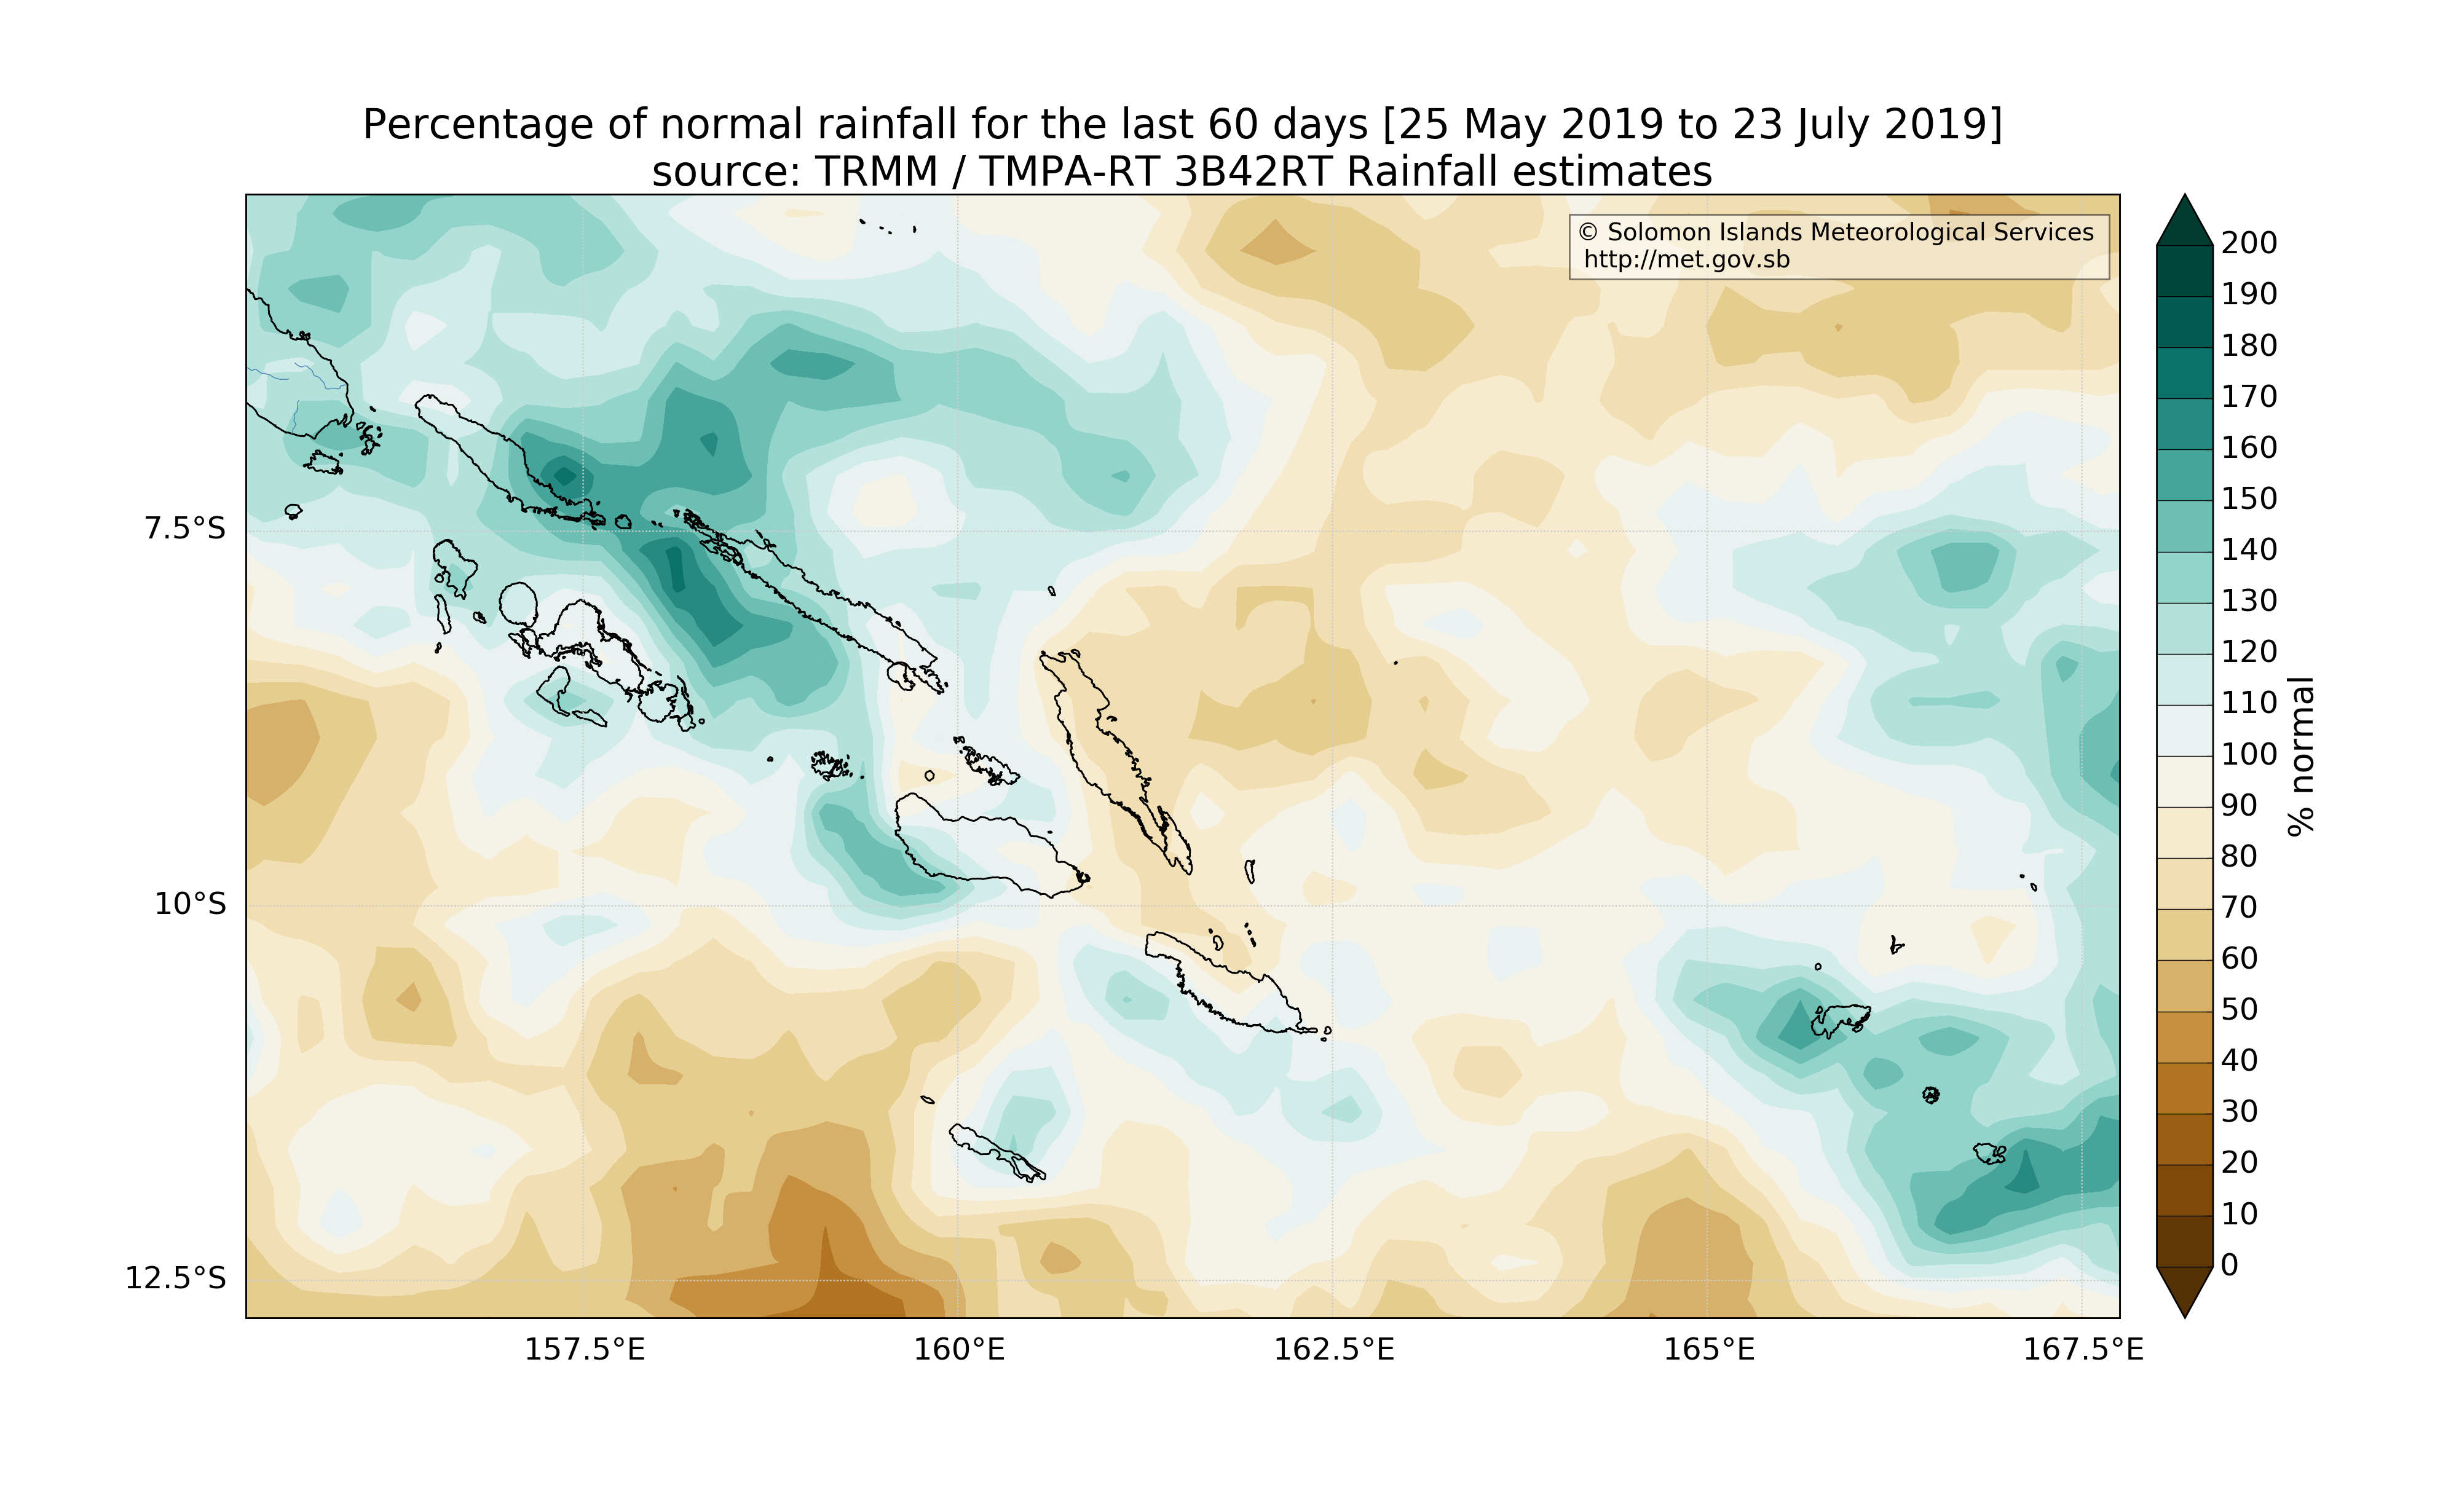 Percentage of normal rainfall for the last 60 days [25 May 2019 to 23 July 2019]
source: TRMM / TMPA-RT 3B42RT Rainfall estimates
© Solomon Islands Meteorological Services
http://met.gov.sb
7.5°S
10°S
12.5°S
157.5°E
160°E
162.5°E
165°E
167.5°E
200
190
180
170
160
150
140
130
120
110
100
90
80
70
60
50
40
30
20
10
0
% normal